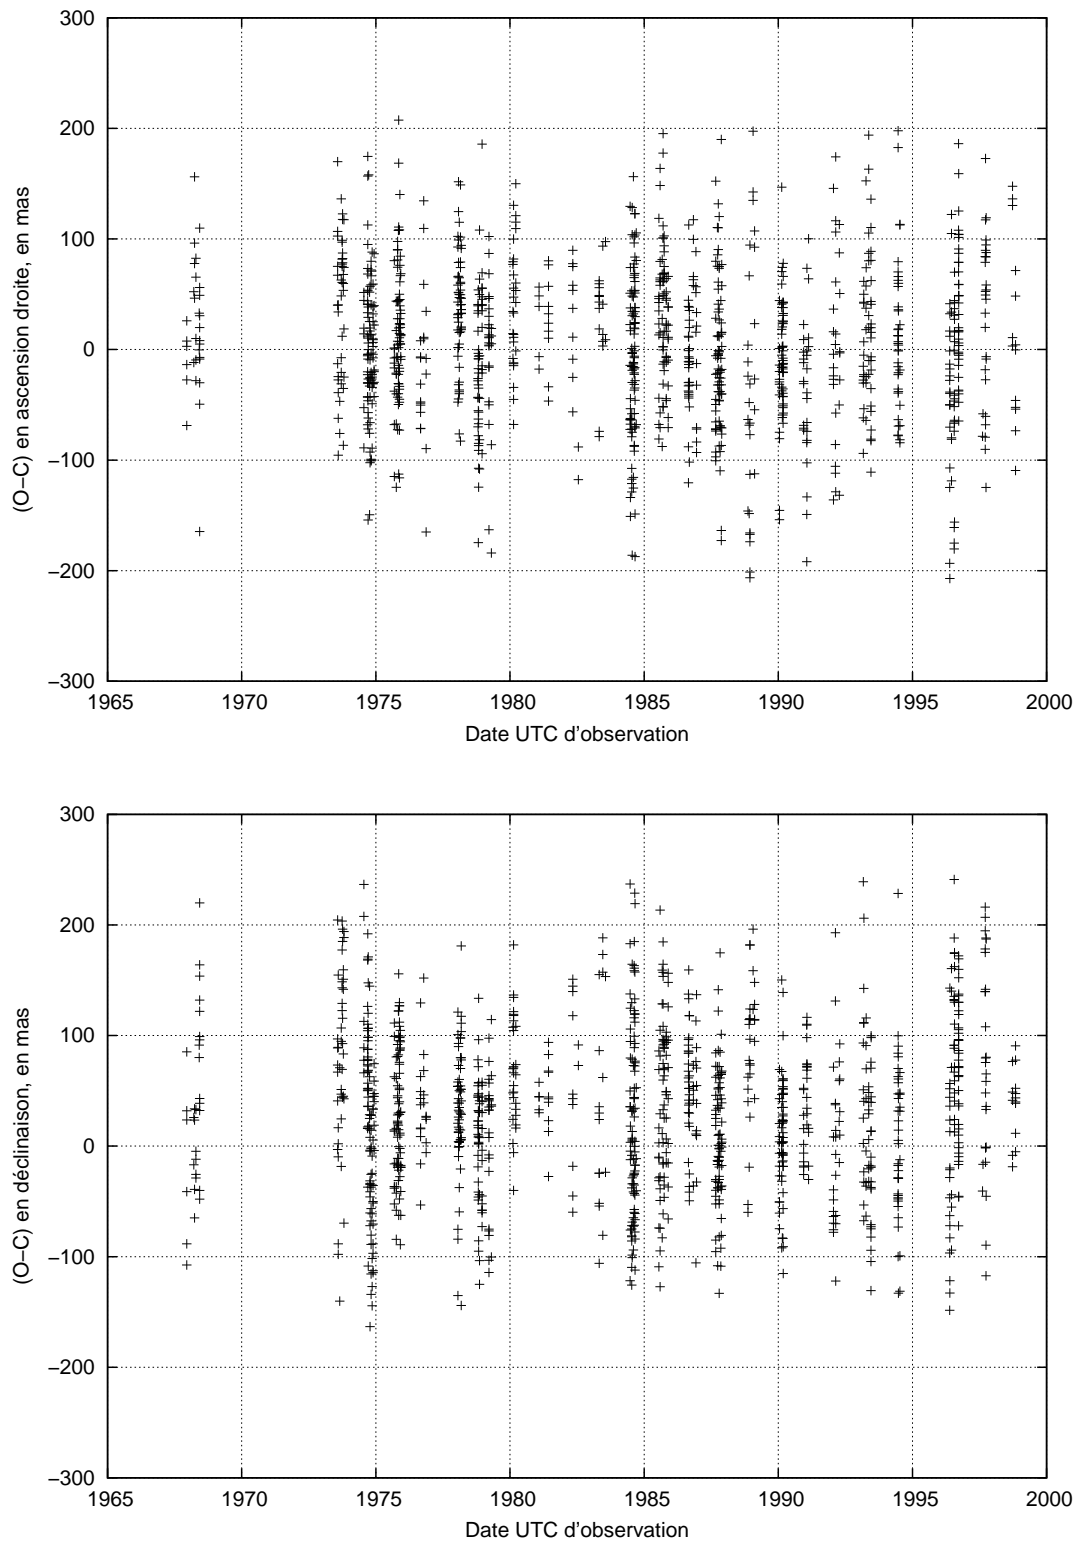 300
200
100
0
−100
−200
−300
(O−C) en ascension droite, en mas
1965 1970 1975 1980 1985 1990 1995 2000
Date UTC d'observation
300
200
100
0
−100
−200
−300
(O−C) en déclinaison, en mas
1965 1970 1975 1980 1985 1990 1995 2000
Date UTC d'observation